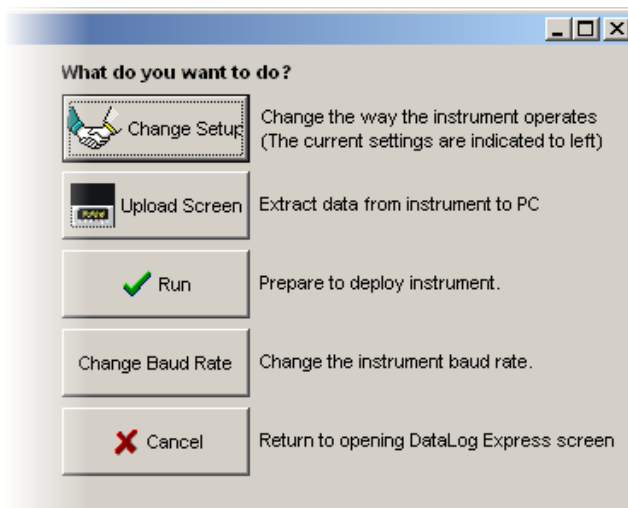 What do you want to do?
Change Setup
Change the way the instrument operates
(The current settings are indicated to left)
Upload Screen
Extract data from instrument to PC
Run
Prepare to deploy instrument.
Change Baud Rate
Change the instrument baud rate.
Cancel
Return to opening DataLog Express screen